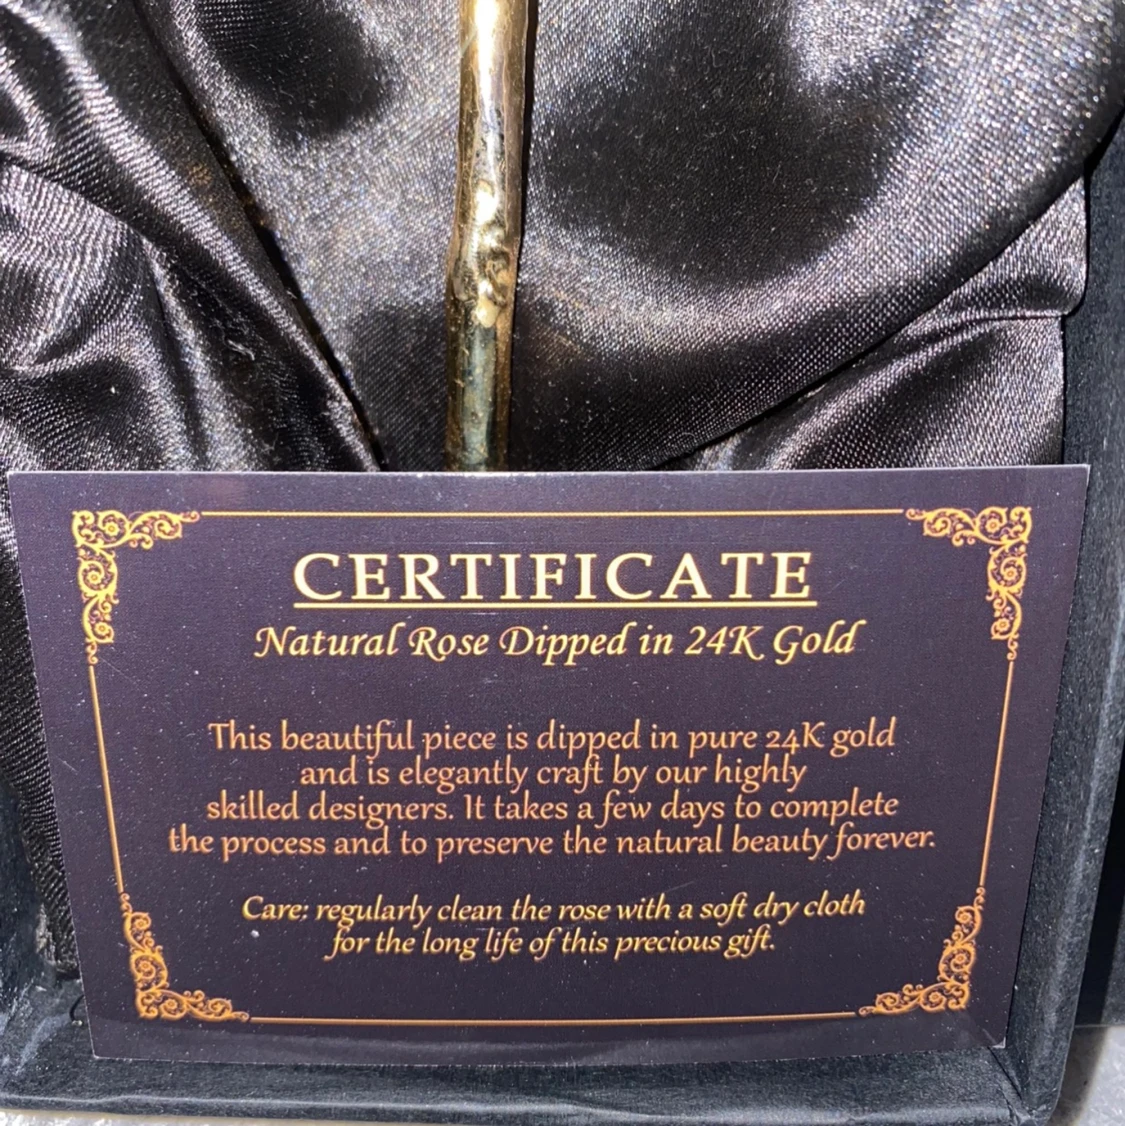 CERTIFICATE
Natural Rose Dipped in 24K Gold
This beautiful piece is dipped in pure 24K gold
and is elegantly craft by our highly
skilled designers. It takes a few days to complete
the process and to preserve the natural beauty forever.
Care: regularly clean the rose with a soft dry cloth
for the long life of this precious gift.